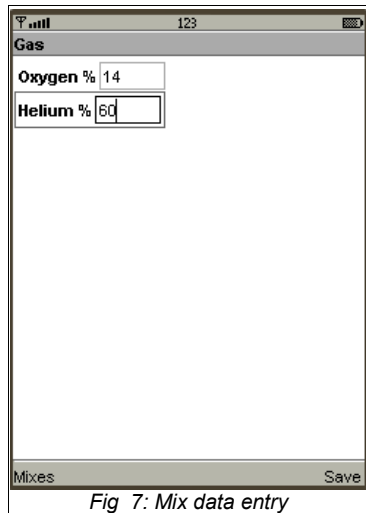 123
Gas
Oxygen % 14
Helium % 60
Mixes Save
Fig 7: Mix data entry